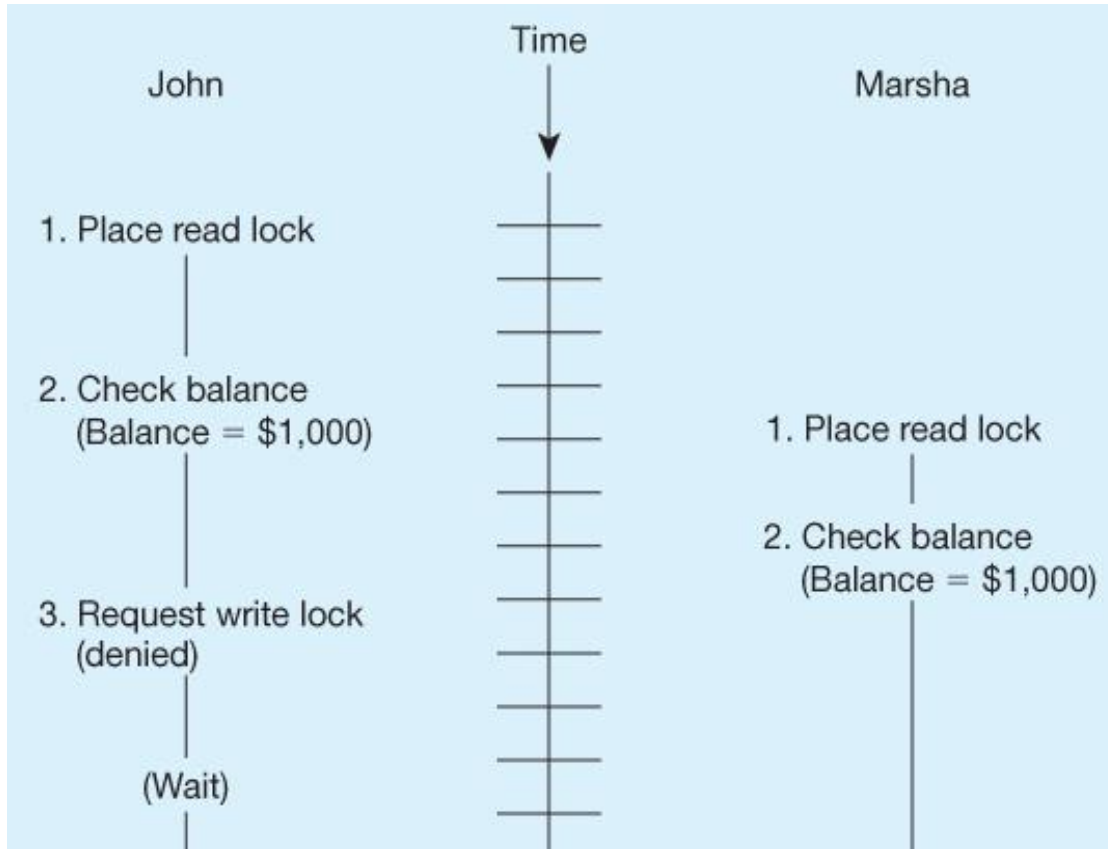 Time
John
Marsha
1. Place read lock
2. Check balance
(Balance = $1,000)
1. Place read lock
2. Check balance
(Balance = $1,000)
3. Request write lock
(denied)
(Wait)